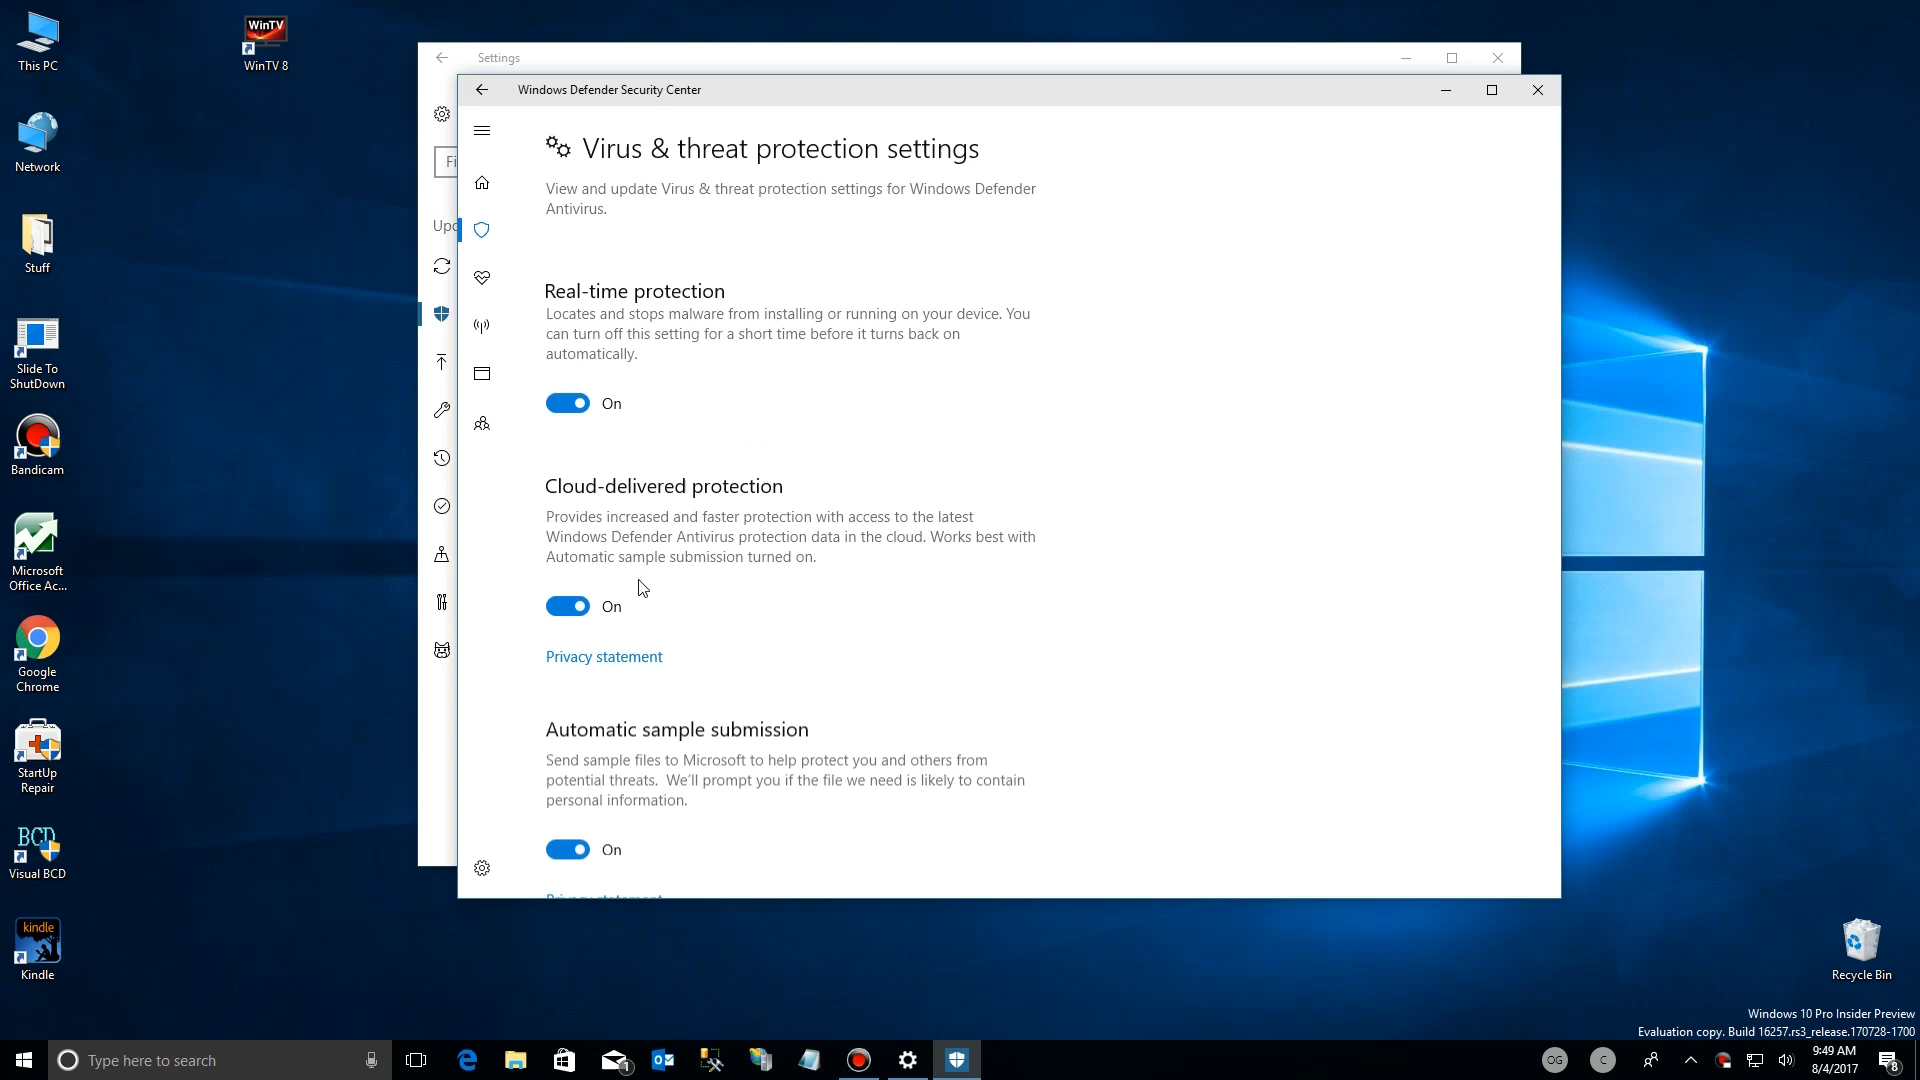 This PC
WinTV
WinTV 8
Network
Stuff
Slide To
ShutDown
Bandicam
Microsoft
Office Ac...
Google
Chrome
StartUp
Repair
BCD
Visual BCD
kindle
Kindle
Settings
Fi
Upd
Windows Defender Security Center
Virus & threat protection settings
View and update Virus & threat protection settings for Windows Defender
Antivirus.
Real-time protection
Locates and stops malware from installing or running on your device. You
can turn off this setting for a short time before it turns back on
automatically.
On
Cloud-delivered protection
Provides increased and faster protection with access to the latest
Windows Defender Antivirus protection data in the cloud. Works best with
Automatic sample submission turned on.
On
Privacy statement
Automatic sample submission
Send sample files to Microsoft to help protect you and others from
potential threats. We'll prompt you if the file we need is likely to contain
personal information.
On
Privacy statement
Recycle Bin
Windows 10 Pro Insider Preview
Evaluation copy. Build 16257.rs3_release.170728-1700
Type here to search
1
OG
C
9:49 AM
8/4/2017
8